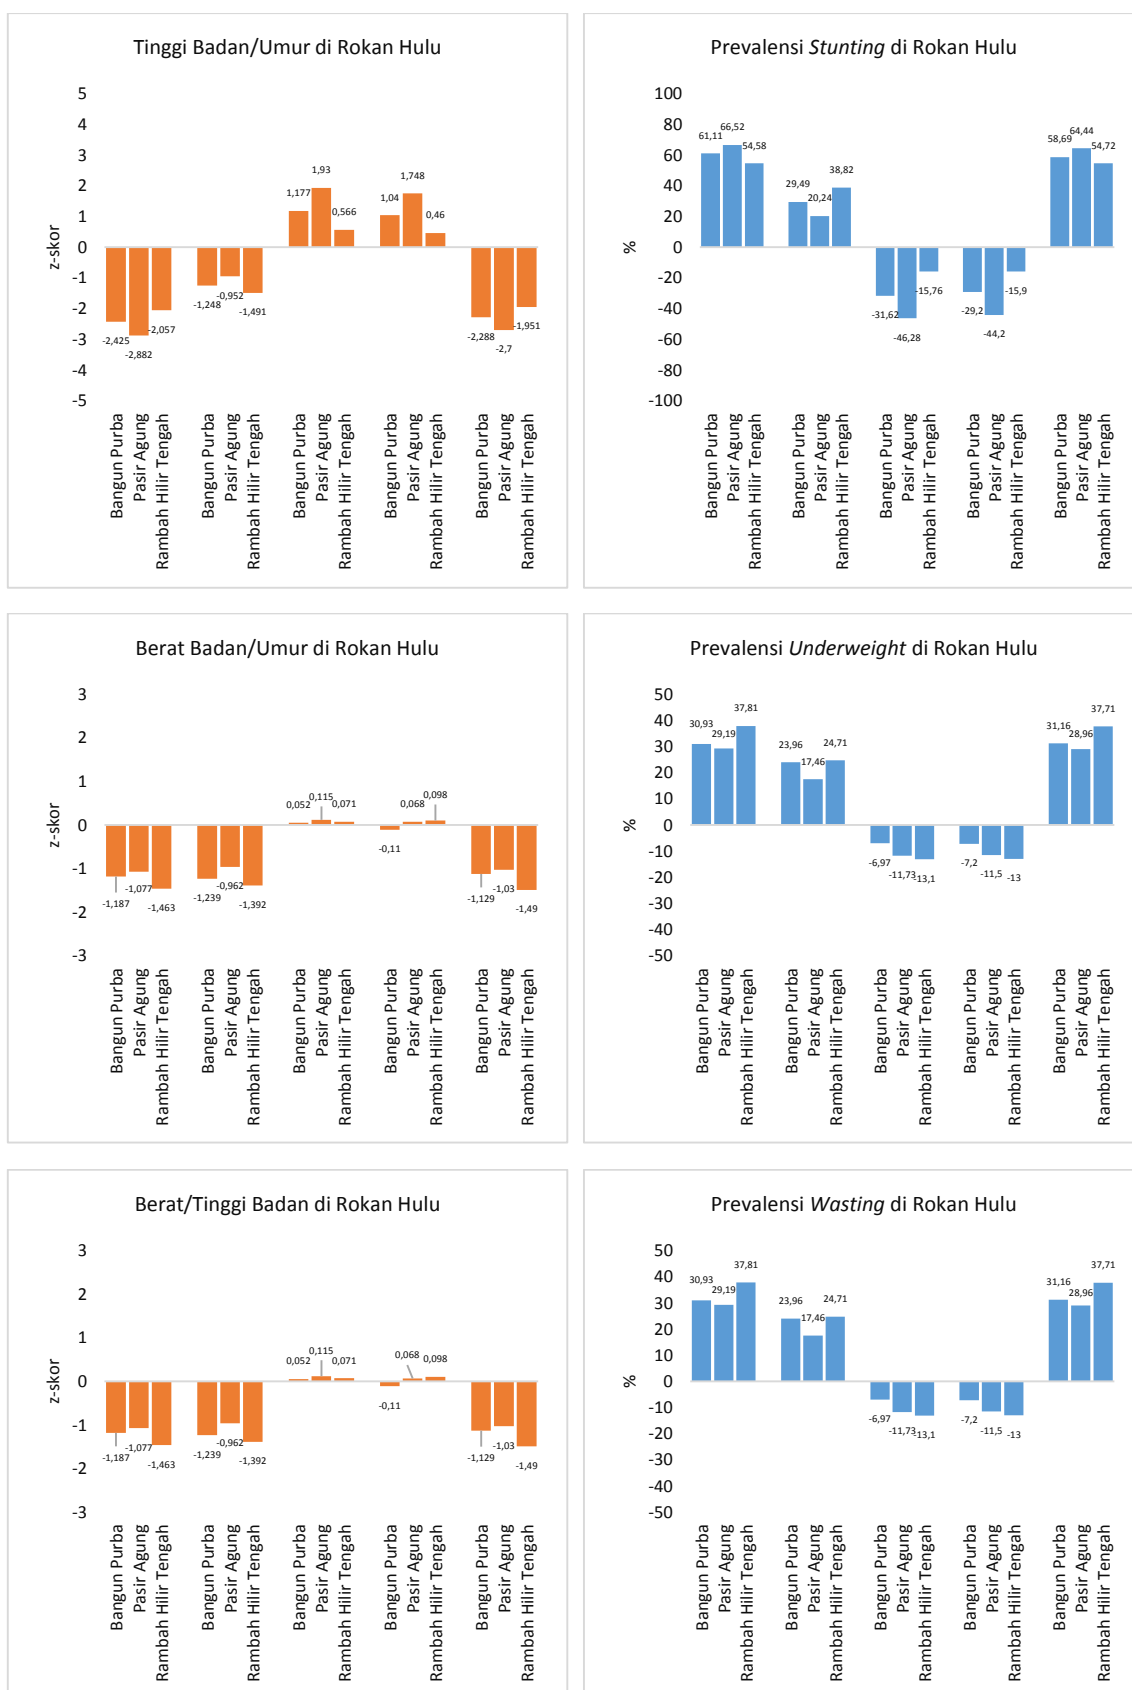 Tinggi Badan/Umur di Rokan Hulu
z-skor
5
4
3
2
1
0
-1
-2
-3
-4
-5
-2,425
-2,882
-2,057
-1,248
-0,952
-1,491
1,177
1,93
0,566
1,04
1,748
0,46
-2,288
-2,7
-1,951
Bangun Purba
Pasir Agung
Rambah Hilir Tengah
Bangun Purba
Pasir Agung
Rambah Hilir Tengah
Bangun Purba
Pasir Agung
Rambah Hilir Tengah
Bangun Purba
Pasir Agung
Rambah Hilir Tengah
Bangun Purba
Pasir Agung
Rambah Hilir Tengah
Prevalensi Stunting di Rokan Hulu
%
100
80
60
40
20
0
-20
-40
-60
-80
-100
61,11
66,52
54,58
29,49
20,24
38,82
-31,62
-46,28
-15,76
-29,2
-44,2
-15,9
58,69
64,44
54,72
Bangun Purba
Pasir Agung
Rambah Hilir Tengah
Bangun Purba
Pasir Agung
Rambah Hilir Tengah
Bangun Purba
Pasir Agung
Rambah Hilir Tengah
Bangun Purba
Pasir Agung
Rambah Hilir Tengah
Bangun Purba
Pasir Agung
Rambah Hilir Tengah
Berat Badan/Umur di Rokan Hulu
z-skor
3
2
1
0
-1
-2
-3
-1,187
-1,077
-1,463
-1,239
-0,962
-1,392
0,052
0,115
0,071
-0,11
0,068
0,098
-1,129
-1,03
-1,49
Bangun Purba
Pasir Agung
Rambah Hilir Tengah
Bangun Purba
Pasir Agung
Rambah Hilir Tengah
Bangun Purba
Pasir Agung
Rambah Hilir Tengah
Bangun Purba
Pasir Agung
Rambah Hilir Tengah
Bangun Purba
Pasir Agung
Rambah Hilir Tengah
Prevalensi Underweight di Rokan Hulu
%
50
40
30
20
10
0
-10
-20
-30
-40
-50
30,93
29,19
37,81
23,96
17,46
24,71
-6,97
-11,73
-13,1
-7,2
-11,5
-13
31,16
28,96
37,71
Bangun Purba
Pasir Agung
Rambah Hilir Tengah
Bangun Purba
Pasir Agung
Rambah Hilir Tengah
Bangun Purba
Pasir Agung
Rambah Hilir Tengah
Bangun Purba
Pasir Agung
Rambah Hilir Tengah
Bangun Purba
Pasir Agung
Rambah Hilir Tengah
Berat/Tinggi Badan di Rokan Hulu
z-skor
3
2
1
0
-1
-2
-3
-1,187
-1,077
-1,463
-1,239
-0,962
-1,392
0,052
0,115
0,071
-0,11
0,068
0,098
-1,129
-1,03
-1,49
Bangun Purba
Pasir Agung
Rambah Hilir Tengah
Bangun Purba
Pasir Agung
Rambah Hilir Tengah
Bangun Purba
Pasir Agung
Rambah Hilir Tengah
Bangun Purba
Pasir Agung
Rambah Hilir Tengah
Bangun Purba
Pasir Agung
Rambah Hilir Tengah
Prevalensi Wasting di Rokan Hulu
%
50
40
30
20
10
0
-10
-20
-30
-40
-50
30,93
29,19
37,81
23,96
17,46
24,71
-6,97
-11,73
-13,1
-7,2
-11,5
-13
31,16
28,96
37,71
Bangun Purba
Pasir Agung
Rambah Hilir Tengah
Bangun Purba
Pasir Agung
Rambah Hilir Tengah
Bangun Purba
Pasir Agung
Rambah Hilir Tengah
Bangun Purba
Pasir Agung
Rambah Hilir Tengah
Bangun Purba
Pasir Agung
Rambah Hilir Tengah